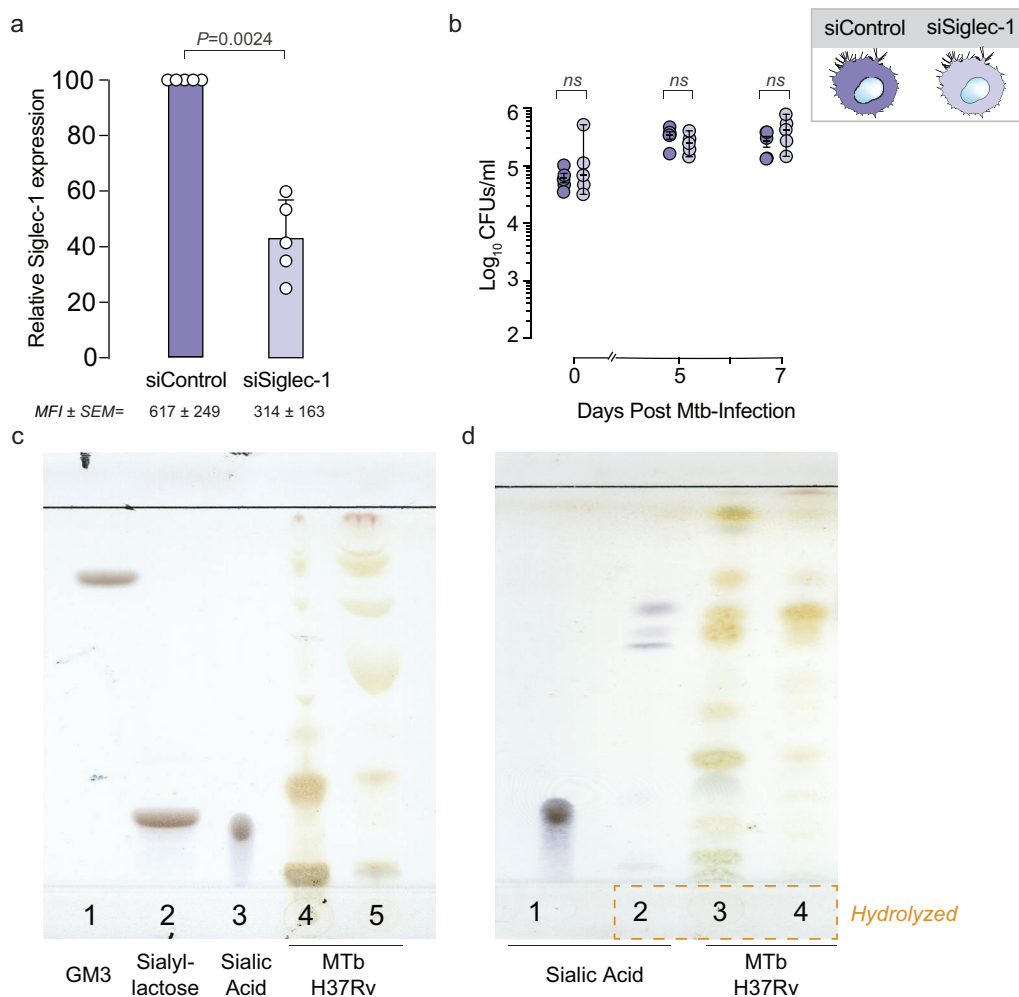 a
P=0.0024
Relative Siglec-1 expression
100
80
60
40
20
0
siControl siSiglec-1
MFI ± SEM= 617 ± 249 314 ± 163
b
siControl siSiglec-1
ns ns ns
Log10 CFUs/ml
6
5
4
3
2
0 5 7
Days Post Mtb-Infection
c
1 2 3 4 5
GM3
Sialyl-
lactose
Sialic
Acid
MTb
H37Rv
d
1 2 3 4
Hydrolyzed
Sialic Acid
MTb
H37Rv